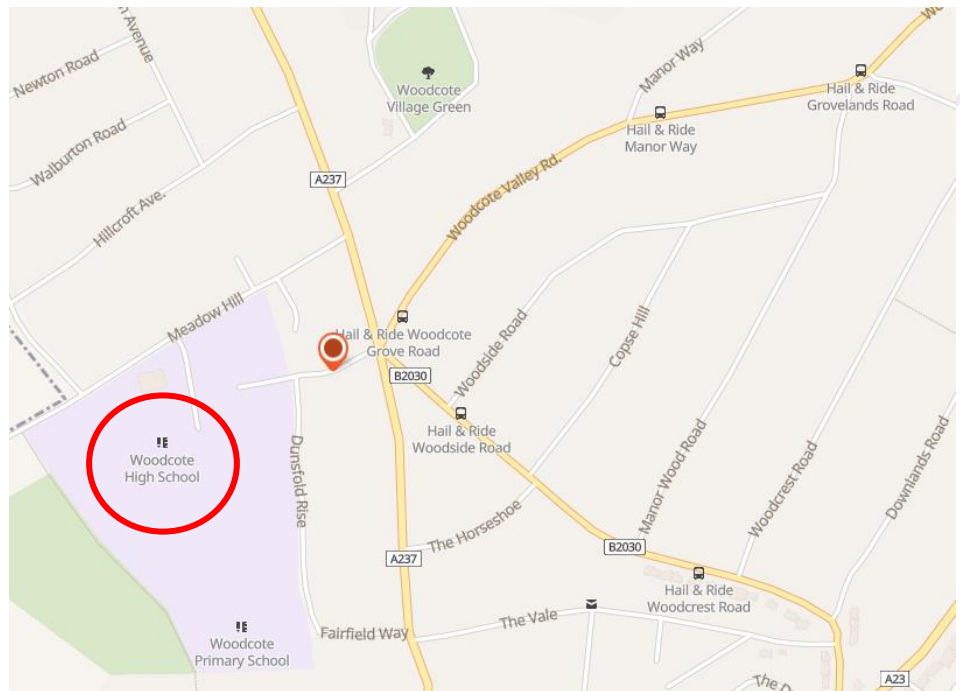 n Avenue
Newton Road
Walburton Road
Hillcroft Ave.
Woodcote
Village Green
Manor Way
Hail & Ride
Manor Way
Hail & Ride
Grovelands Road
A237
Woodcote Valley Rd.
Meadow Hill
Hail & Ride Woodcote
Grove Road
B2030
Woodside Road
Copse Hill
Hail & Ride
Woodside Road
Woodcote
High School
Dunsfold Rise
The Horseshoe
Manor Wood Road
Woodcrest Road
Downlands Road
A237
B2030
Hail & Ride
Woodcrest Road
The Vale
Fairfield Way
Woodcote
Primary School
The D
A23